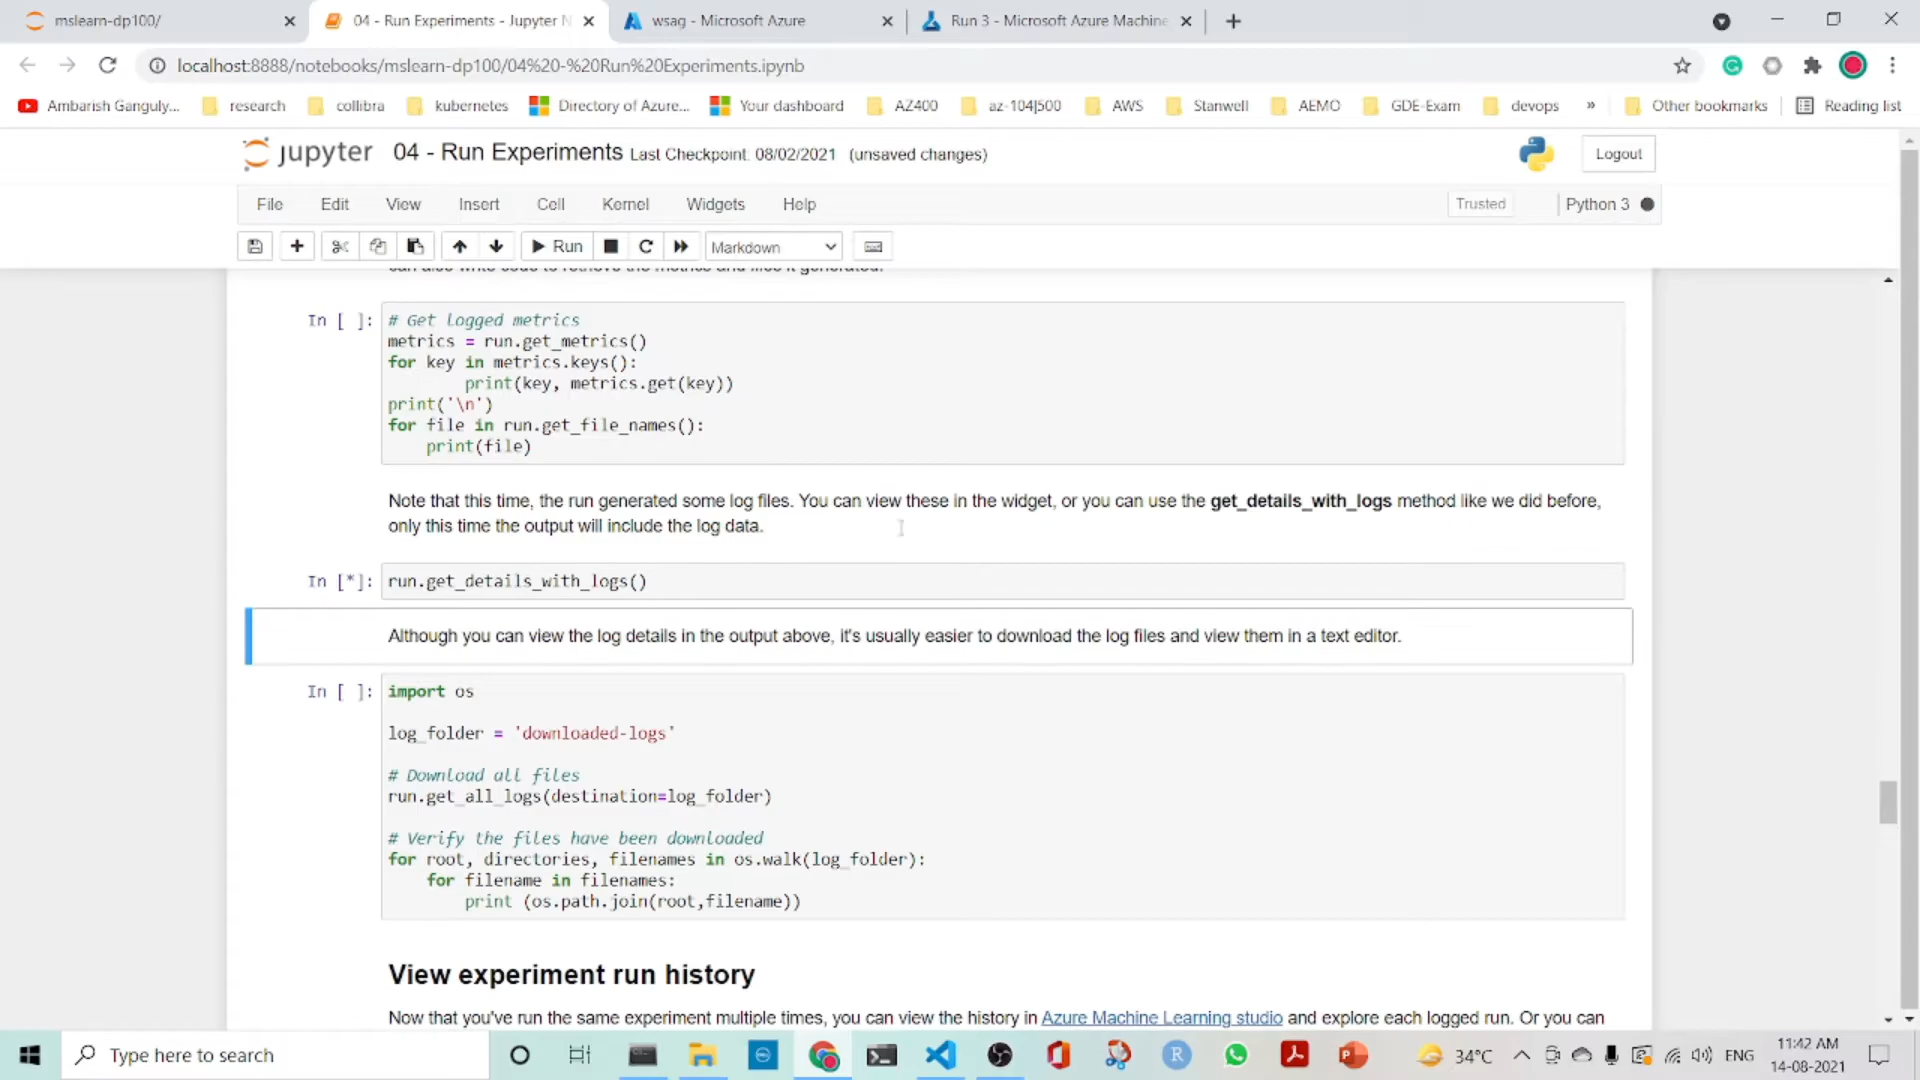 mslearn-dp100/
04 - Run Experiments - Jupyter N
wsag - Microsoft Azure
Run 3 - Microsoft Azure Machine
localhost:8888/notebooks/mslearn-dp100/04%20-%20Run%20Experiments.ipynb
Ambarish Ganguly... research collibra kubernetes Directory of Azure... Your dashboard AZ400 az-104|500 AWS Stanwell AEMO GDE-Exam devops » Other bookmarks Reading list
jupyter 04 - Run Experiments Last Checkpoint: 08/02/2021 (unsaved changes) Logout
File Edit View Insert Cell Kernel Widgets Help Trusted Python 3
Run Markdown
can also write code to retrieve the metrics and files it generated:
In [ ]: # Get logged metrics
metrics = run.get_metrics()
for key in metrics.keys():
        print(key, metrics.get(key))
print('\n')
for file in run.get_file_names():
    print(file)
Note that this time, the run generated some log files. You can view these in the widget, or you can use the get_details_with_logs method like we did before,
only this time the output will include the log data.
In [*]: run.get_details_with_logs()
Although you can view the log details in the output above, it's usually easier to download the log files and view them in a text editor.
In [ ]: import os
log_folder = 'downloaded-logs'
# Download all files
run.get_all_logs(destination=log_folder)
# Verify the files have been downloaded
for root, directories, filenames in os.walk(log_folder):
    for filename in filenames:
        print (os.path.join(root,filename))
View experiment run history
Now that you've run the same experiment multiple times, you can view the history in Azure Machine Learning studio and explore each logged run. Or you can
Type here to search
34°C ENG
11:42 AM
14-08-2021